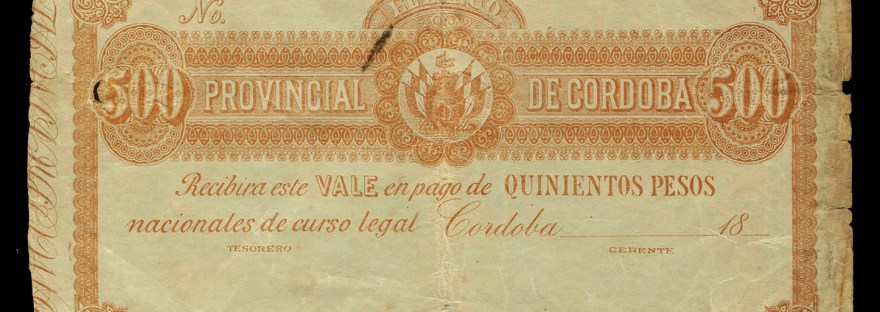 No.
500 PROVINCIAL DE CORDOBA 500
Recibira este VALE en pago de QUINIENTOS PESOS
nacionales de curso legal Cordoba 18
TESORERO GERENTE